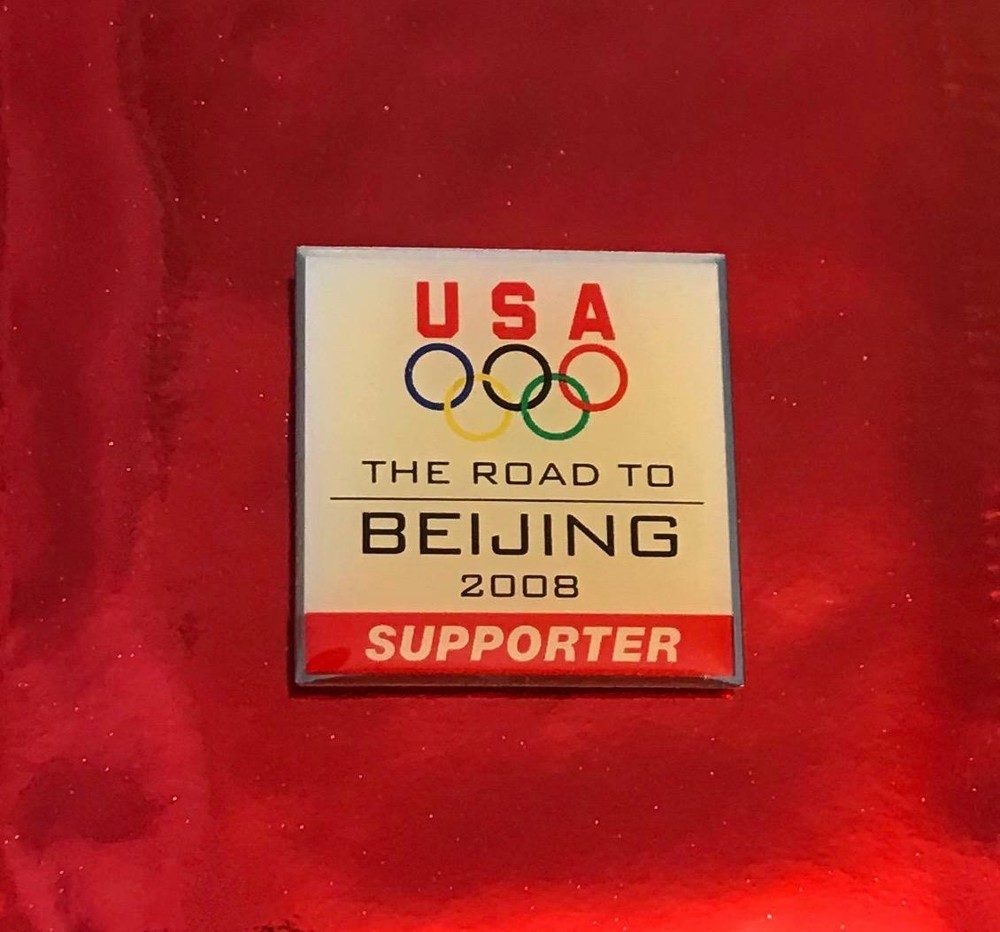 USA
THE ROAD TO
BEIJING
2008
SUPPORTER